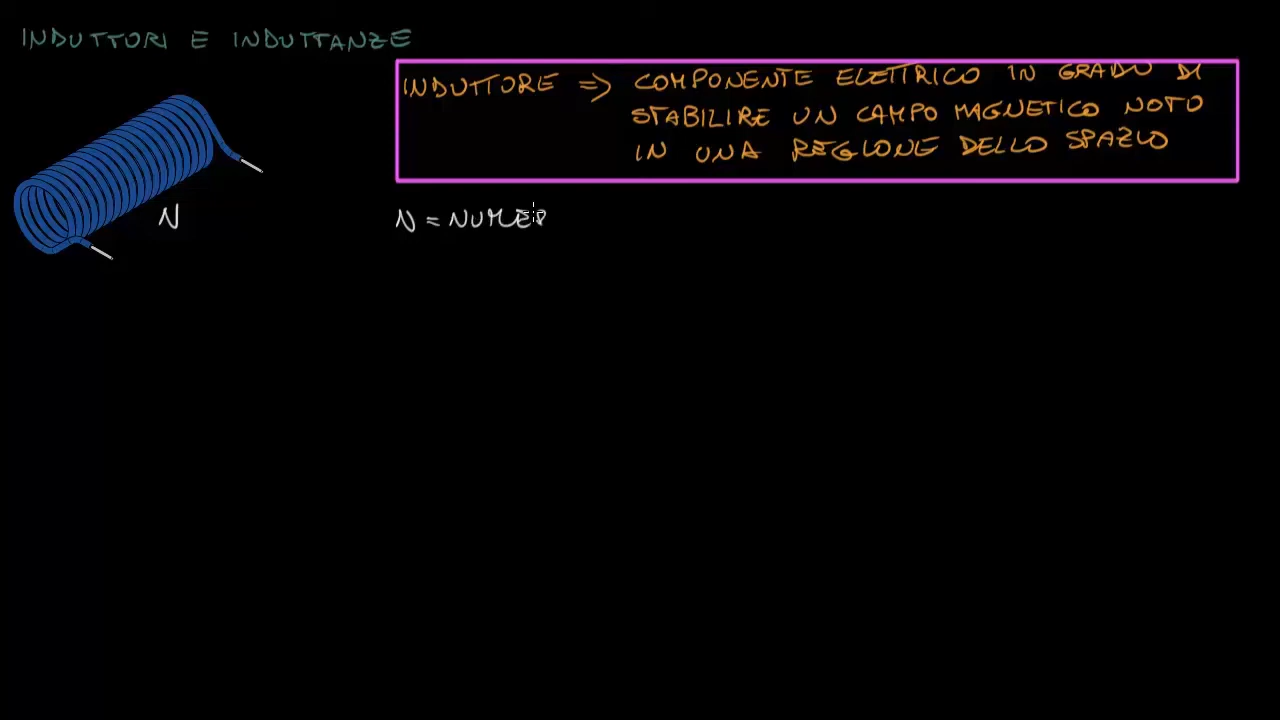 INDUTTORI E INDUTTANZE
INDUTTORE => COMPONENTE ELETTRICO IN GRADO DI
STABILIRE UN CAMPO MAGNETICO NOTO
IN UNA REGIONE DELLO SPAZIO
N
N = NUMER